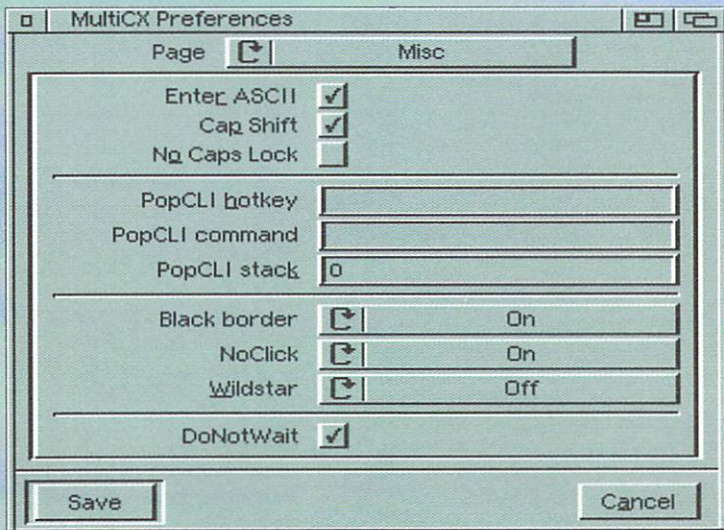 MultiCX Preferences
Page Misc
Enter ASCII
Cap Shift
No Caps Lock
PopCLI hotkey
PopCLI command
PopCLI stack 0
Black border On
NoClick On
Wildstar Off
DoNotWait
Save Cancel